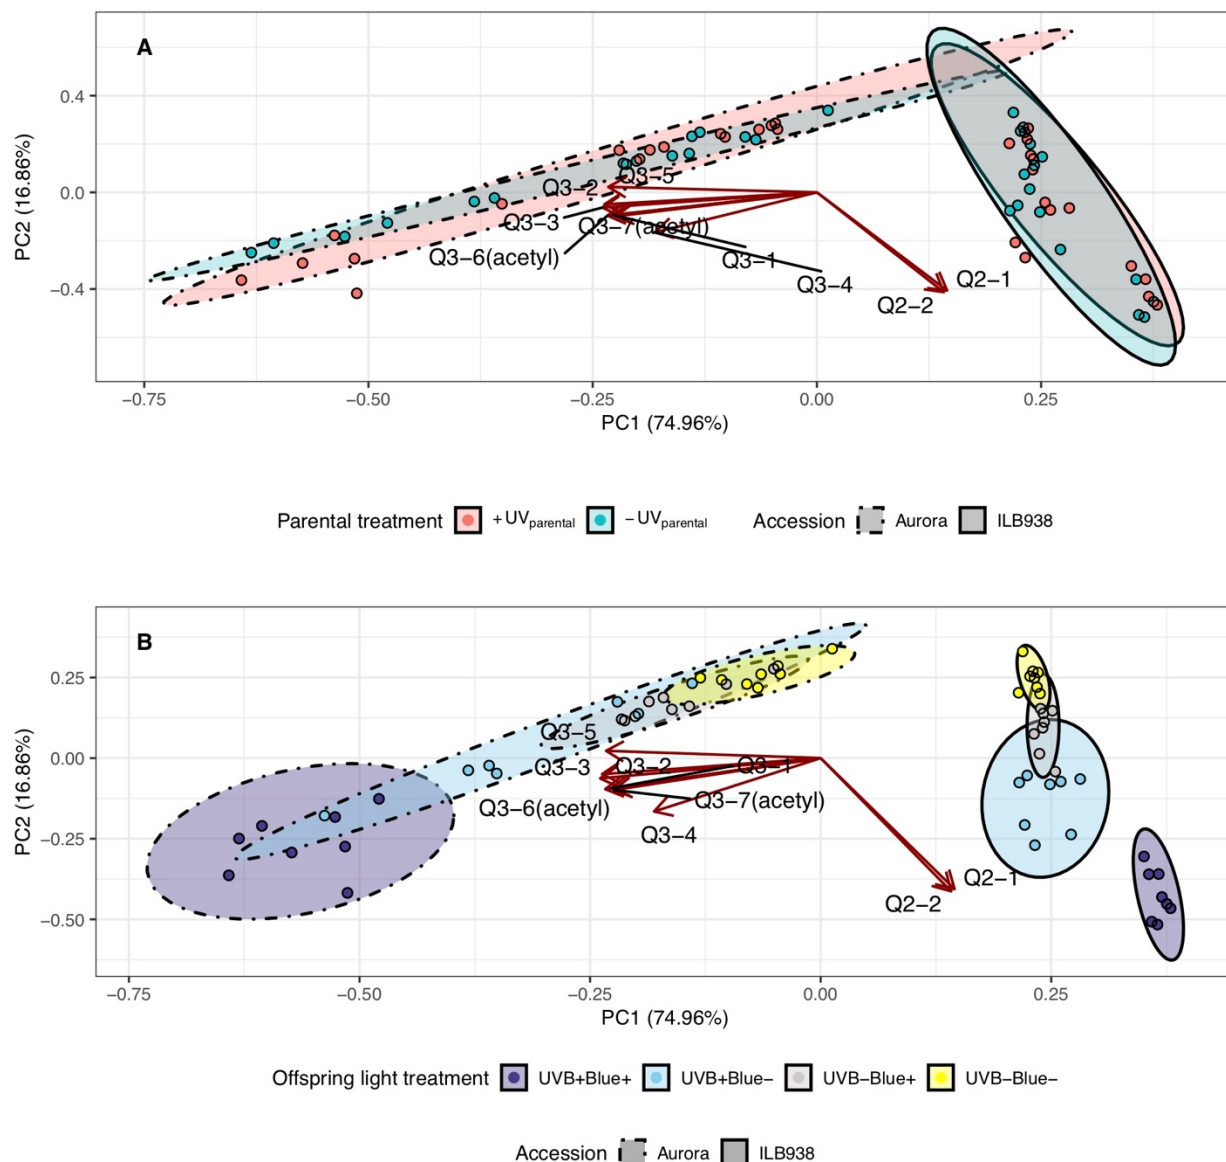 A
PC2 (16.86%)
0.4
0.0
−0.4
Q3−5
Q3−2
Q3−3
Q3−7(acetyl)
Q3−6(acetyl)
Q3−1
Q3−4
Q2−1
Q2−2
−0.75 −0.50 −0.25 0.00 0.25
PC1 (74.96%)
Parental treatment +UVparental −UVparental Accession Aurora ILB938
B
PC2 (16.86%)
0.25
0.00
−0.25
−0.50
Q3−5
Q3−3 Q3−2 Q3−1
Q3−6(acetyl) Q3−7(acetyl)
Q3−4
Q2−1
Q2−2
−0.75 −0.50 −0.25 0.00 0.25
PC1 (74.96%)
Offspring light treatment UVB+Blue+ UVB+Blue− UVB−Blue+ UVB−Blue−
Accession Aurora ILB938